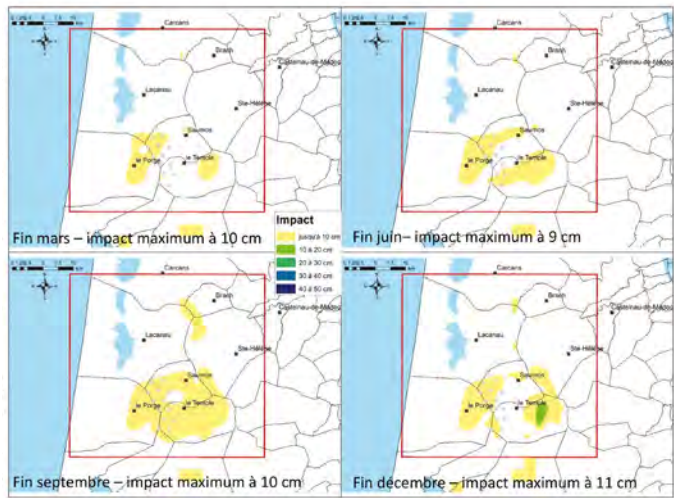 Carcans
Brach
Castelnau-de-Médoc
Lacanau
Ste-Hélène
Saumos
le Porge
le Temple
Fin mars – impact maximum à 10 cm
Carcans
Brach
Castelnau-de-Médoc
Lacanau
Ste-Hélène
Saumos
le Porge
le Temple
Fin juin– impact maximum à 9 cm
Impact
jusqu'à 10 cm
10 à 20 cm
20 à 30 cm
30 à 40 cm
40 à 50 cm
Carcans
Brach
Castelnau-de-Médoc
Lacanau
Ste-Hélène
Saumos
le Porge
le Temple
Fin septembre – impact maximum à 10 cm
Carcans
Brach
Castelnau-de-Médoc
Lacanau
Ste-Hélène
Saumos
le Porge
le Temple
Fin décembre – impact maximum à 11 cm